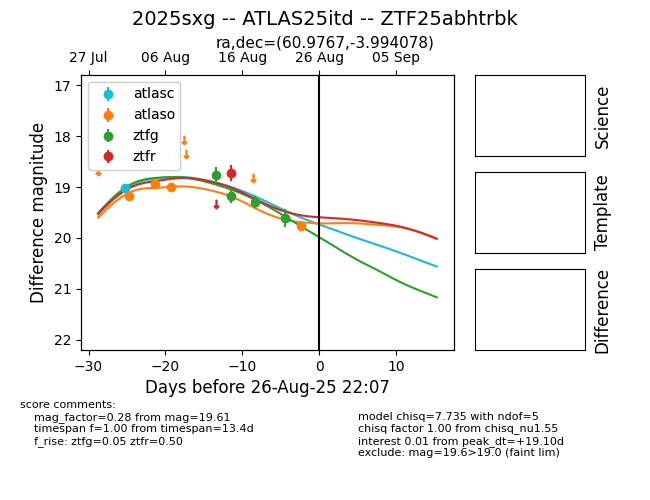 2025sxg -- ATLAS25itd -- ZTF25abhtrbk
ra,dec=(60.9767,-3.994078)
27 Jul 06 Aug 16 Aug 26 Aug 05 Sep
atlasc
atlaso
ztfg
ztfr
17
18
19
20
21
22
Difference magnitude
−30 −20 −10 0 10
Days before 26-Aug-25 22:07
Science
Template
Difference
score comments:
mag_factor=0.28 from mag=19.61
timespan f=1.00 from timespan=13.4d
f_rise: ztfg=0.05 ztfr=0.50
model chisq=7.735 with ndof=5
chisq factor 1.00 from chisq_nu1.55
interest 0.01 from peak_dt=+19.10d
exclude: mag=19.6>19.0 (faint lim)